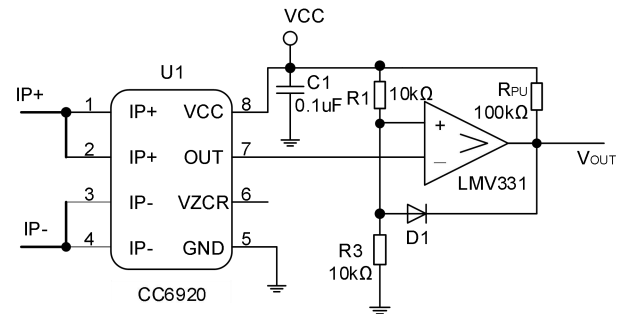 VCC
U1
C1
0.1uF
R1
10kΩ
RPU
100kΩ
IP+
1
IP+
VCC
8
+
2
IP+
OUT
7
−
>
VOUT
LMV331
3
IP-
VZCR
6
IP-
4
IP-
GND
5
D1
R3
10kΩ
CC6920